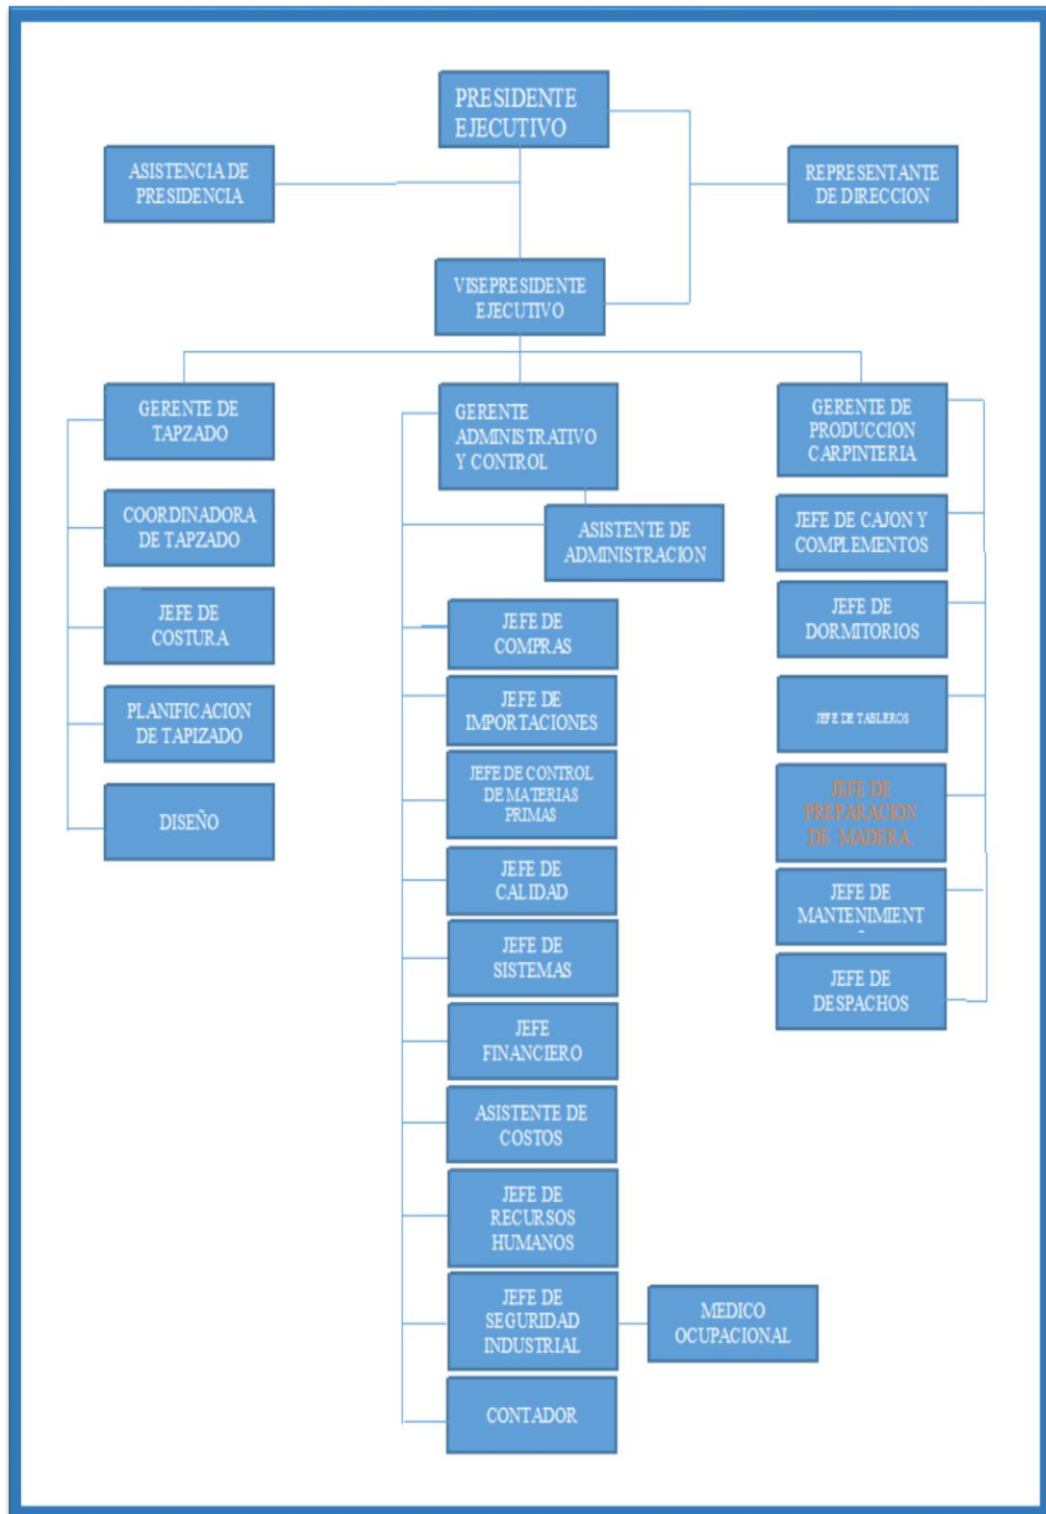 PRESIDENTE
EJECUTIVO
ASISTENCIA DE
PRESIDENCIA
REPRESENTANTE
DE DIRECCION
VISEPRESIDENTE
EJECUTIVO
GERENTE DE
TAPZADO
COORDINADORA
DE TAPZADO
JEFE DE
COSTURA
PLANIFICACION
DE TAPIZADO
DISEÑO
GERENTE
ADMINISTRATIVO
Y CONTROL
ASISTENTE DE
ADMINISTRACION
JEFE DE
COMPRAS
JEFE DE
IMPORTACIONES
JEFE DE CONTROL
DE MATERIAS
PRIMAS
JEFE DE
CALIDAD
JEFE DE
SISTEMAS
JEFE
FINANCIERO
ASISTENTE DE
COSTOS
JEFE DE
RECURSOS
HUMANOS
JEFE DE
SEGURIDAD
INDUSTRIAL
MEDICO
OCUPACIONAL
CONTADOR
GERENTE DE
PRODUCCION
CARPINTERIA
JEFE DE CAJON Y
COMPLEMENTOS
JEFE DE
DORMITORIOS
JEFE DE TABLEROS
JEFE DE
PREPARACION
DE MADERA.
JEFE DE
MANTENIMIENT
JEFE DE
DESPACHOS